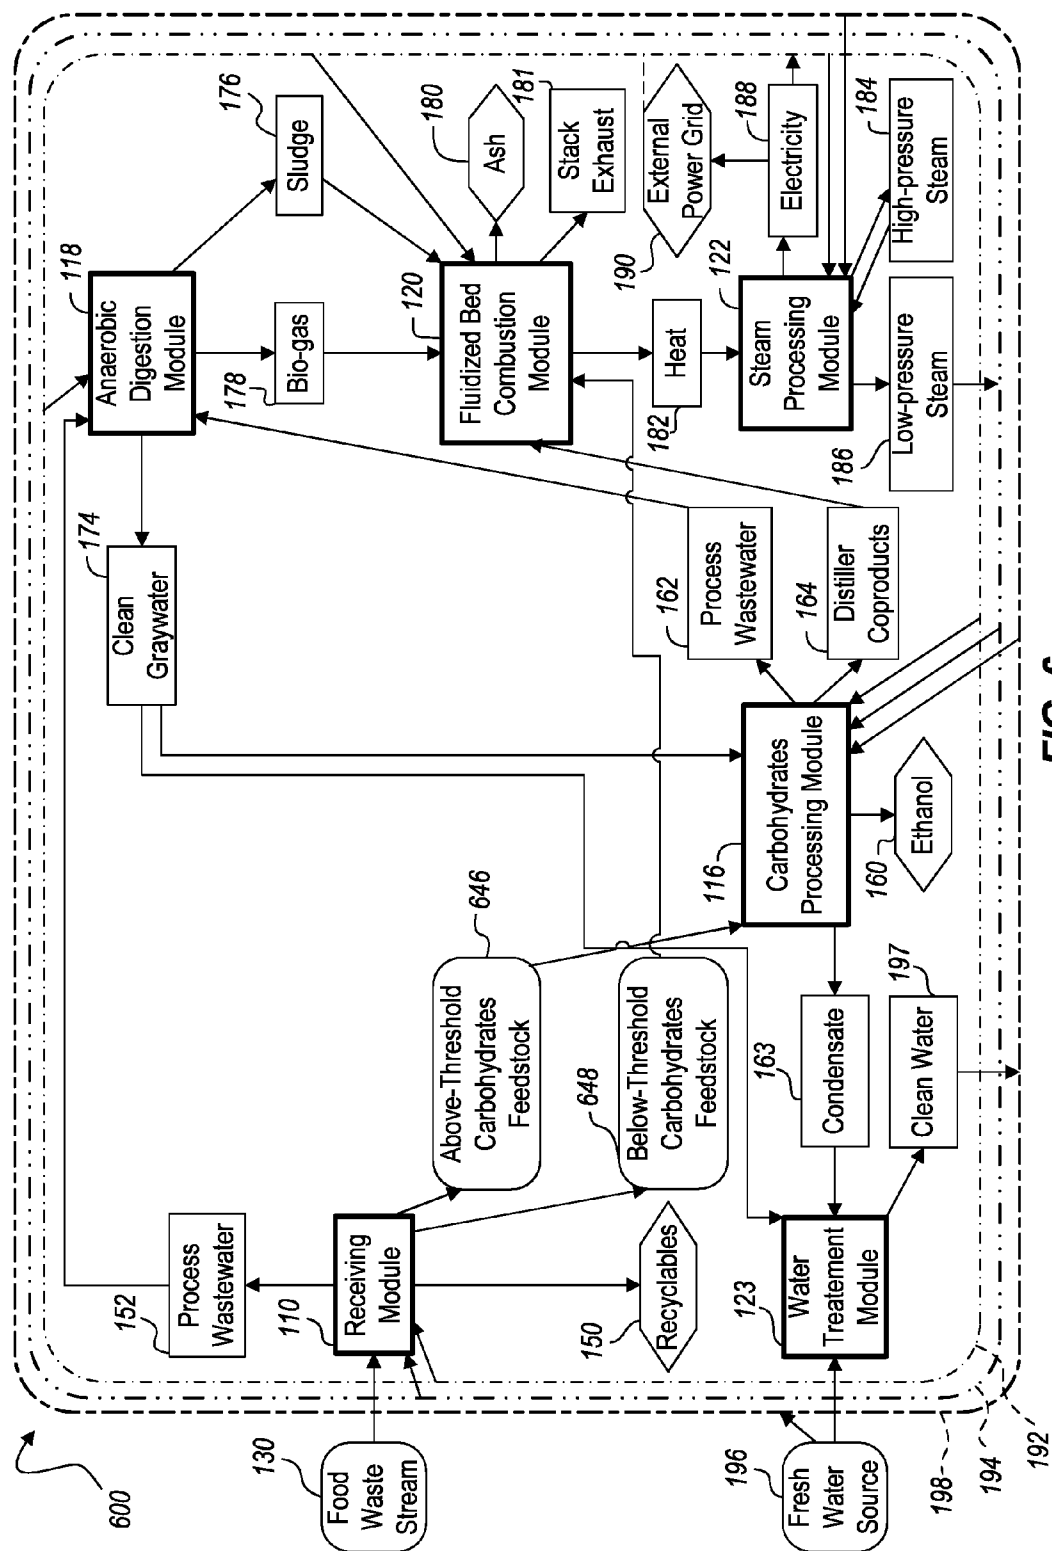 600
130
Food
Waste
Stream
196
Fresh
Water
Source
198
194
192
152
Process
Wastewater
110
Receiving
Module
150
Recyclables
123
Water
Treatement
Module
646
Above-Threshold
Carbohydrates
Feedstock
648
Below-Threshold
Carbohydrates
Feedstock
163
Condensate
197
Clean Water
174
Clean
Graywater
116
Carbohydrates
Processing Module
160
Ethanol
162
Process
Wastewater
164
Distiller
Coproducts
118
Anaerobic
Digestion
Module
176
Sludge
178
Bio-gas
120
Fluidized Bed
Combustion
Module
180
Ash
181
Stack
Exhaust
182
Heat
190
External
Power Grid
122
Steam
Processing
Module
188
Electricity
186
Low-pressure
Steam
184
High-pressure
Steam